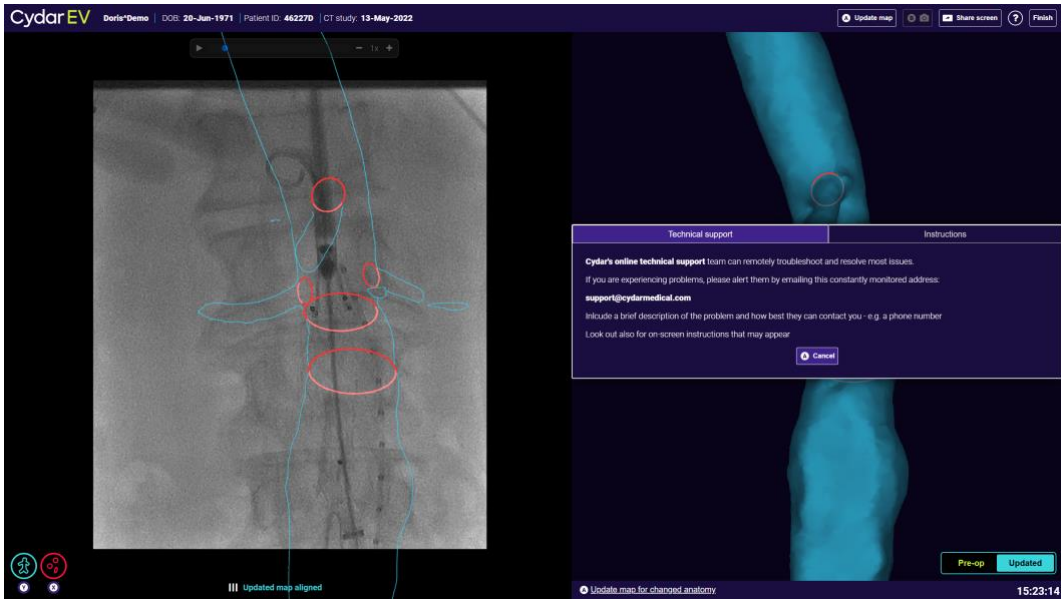 Cydar EV Doris^Demo | DOB: 20-Jun-1971 | Patient ID: 46227D | CT study: 13-May-2022 A Update map B Share screen ? Finish
1x
Technical support Instructions
Cydar's online technical support team can remotely troubleshoot and resolve most issues.
If you are experiencing problems, please alert them by emailing this constantly monitored address:
support@cydarmedical.com
Inlcude a brief description of the problem and how best they can contact you - e.g. a phone number
Look out also for on-screen instructions that may appear
A Cancel
Pre-op Updated
Y X
Updated map aligned
A Update map for changed anatomy 15:23:14